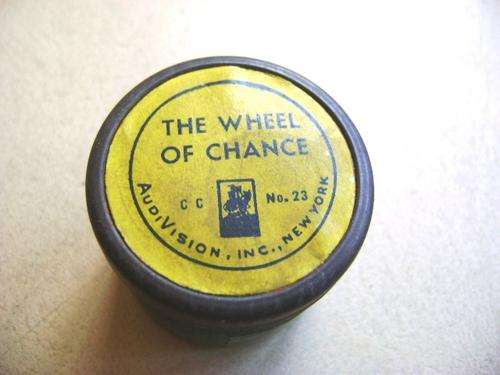 THE WHEEL
OF CHANCE
CC No. 23
AUDIVISION, INC., NEW YORK